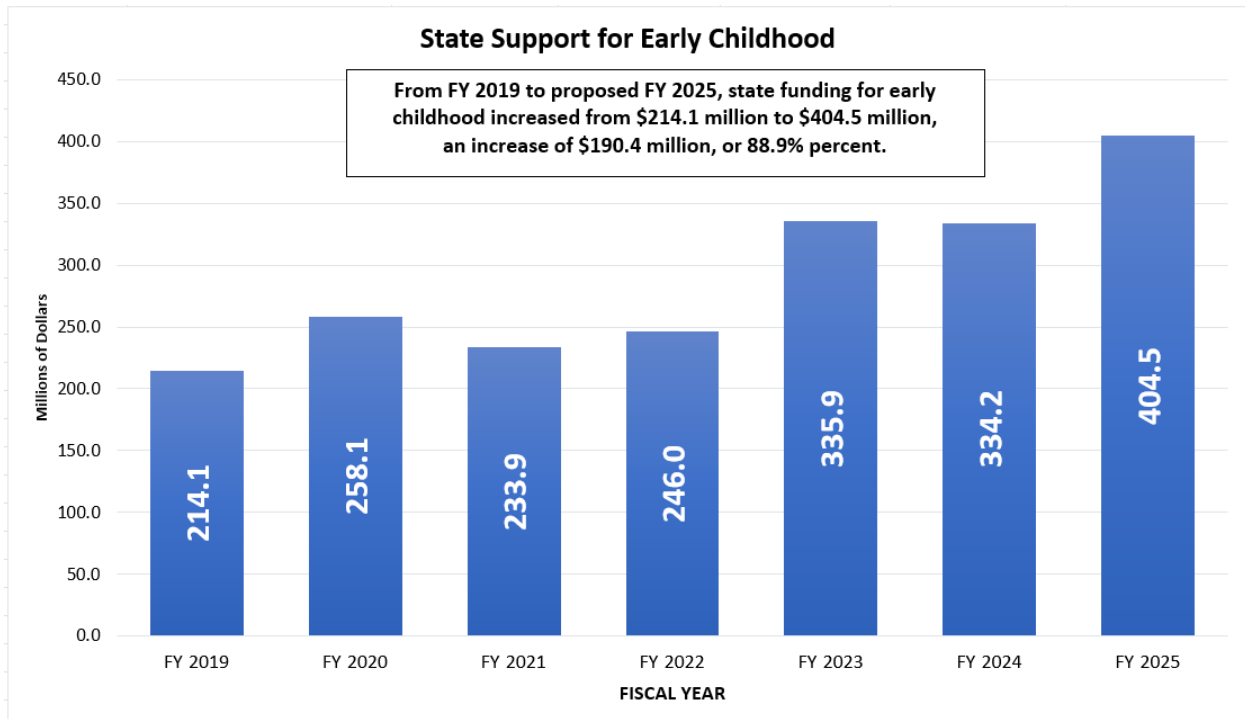 State Support for Early Childhood
From FY 2019 to proposed FY 2025, state funding for early
childhood increased from $214.1 million to $404.5 million,
an increase of $190.4 million, or 88.9% percent.
Millions of Dollars
450.0
400.0
350.0
300.0
250.0
200.0
150.0
100.0
50.0
0.0
214.1
258.1
233.9
246.0
335.9
334.2
404.5
FY 2019
FY 2020
FY 2021
FY 2022
FY 2023
FY 2024
FY 2025
FISCAL YEAR